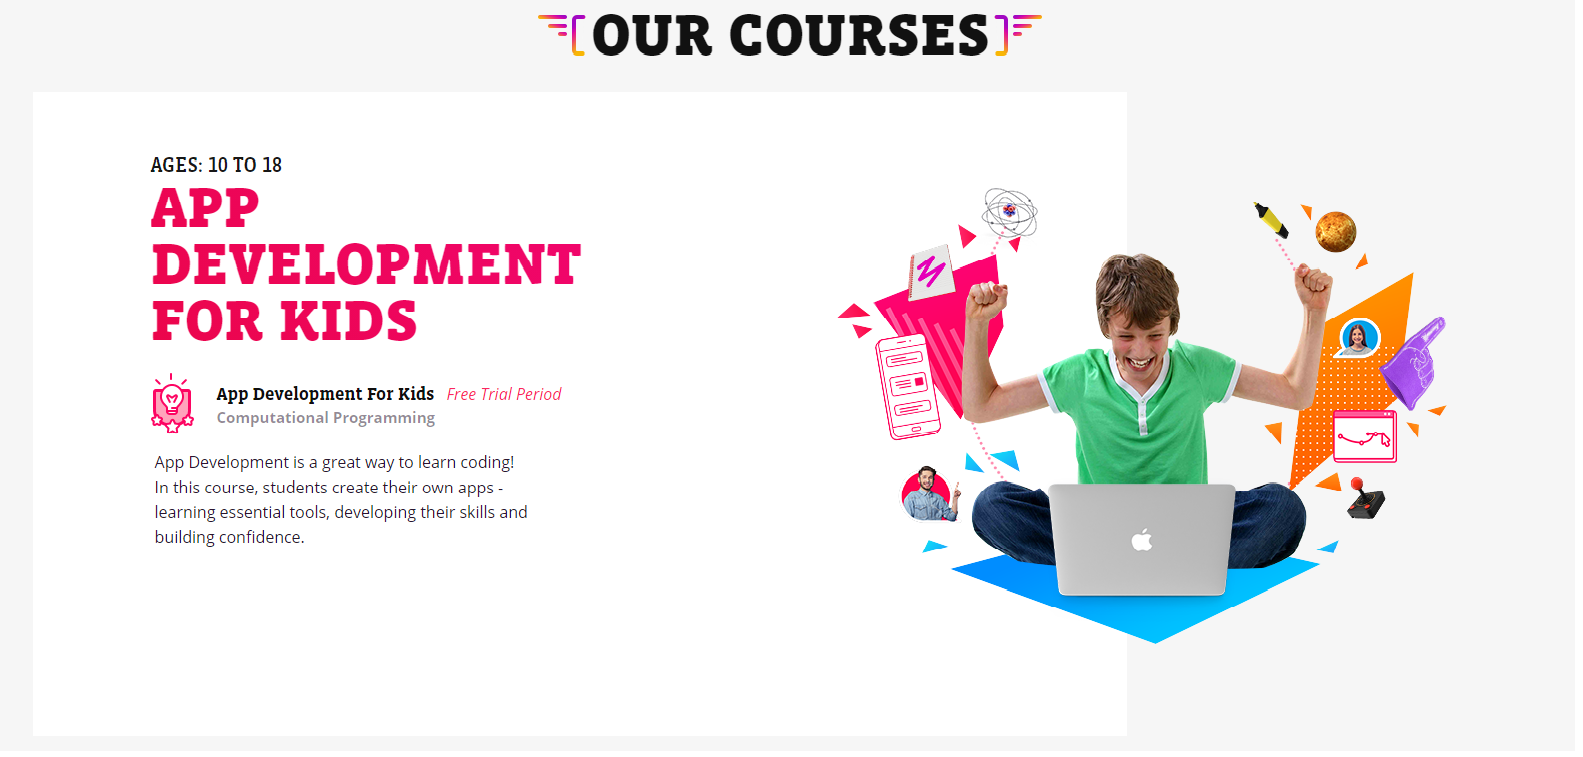 OUR COURSES
AGES: 10 TO 18
APP
DEVELOPMENT
FOR KIDS
App Development For Kids Free Trial Period
Computational Programming
App Development is a great way to learn coding!
In this course, students create their own apps -
learning essential tools, developing their skills and
building confidence.